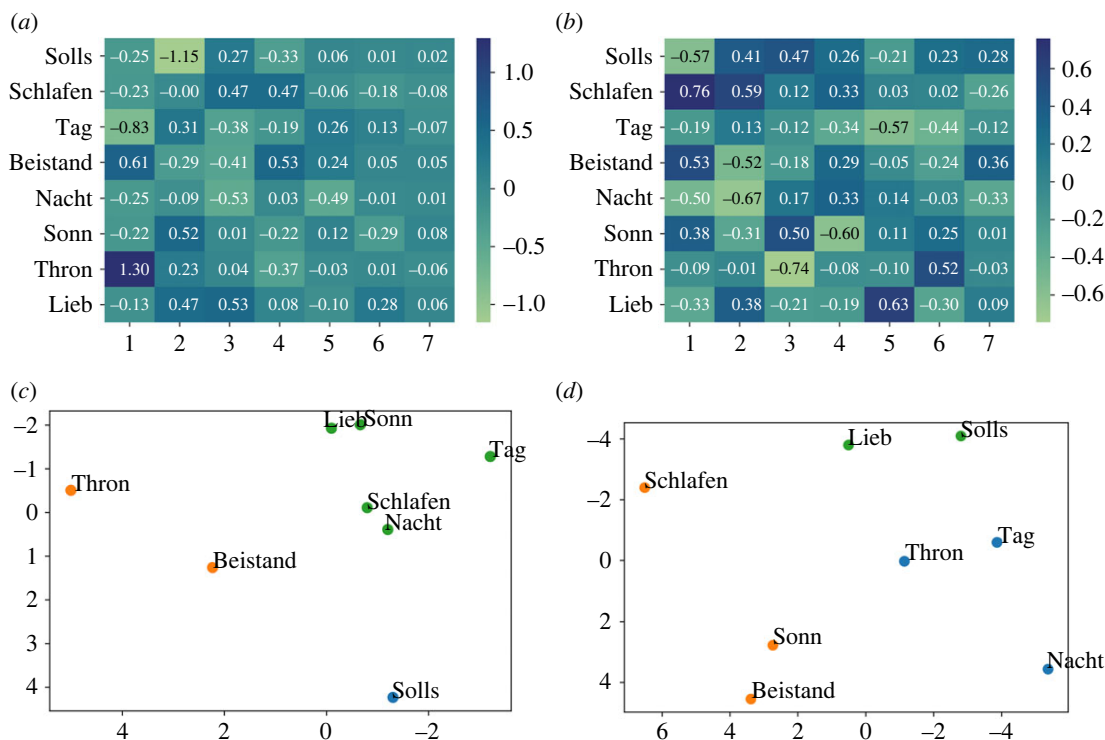 (a)
Solls −0.25 −1.15 0.27 −0.33 0.06 0.01 0.02
Schlafen −0.23 −0.00 0.47 0.47 −0.06 −0.18 −0.08
Tag −0.83 0.31 −0.38 −0.19 0.26 0.13 −0.07
Beistand 0.61 −0.29 −0.41 0.53 0.24 0.05 0.05
Nacht −0.25 −0.09 −0.53 0.03 −0.49 −0.01 0.01
Sonn −0.22 0.52 0.01 −0.22 0.12 −0.29 0.08
Thron 1.30 0.23 0.04 −0.37 −0.03 0.01 −0.06
Lieb −0.13 0.47 0.53 0.08 −0.10 0.28 0.06
1 2 3 4 5 6 7
1.0
0.5
0
−0.5
−1.0
(b)
Solls −0.57 0.41 0.47 0.26 −0.21 0.23 0.28
Schlafen 0.76 0.59 0.12 0.33 0.03 0.02 −0.26
Tag −0.19 0.13 −0.12 −0.34 −0.57 −0.44 −0.12
Beistand 0.53 −0.52 −0.18 0.29 −0.05 −0.24 0.36
Nacht −0.50 −0.67 0.17 0.33 0.14 −0.03 −0.33
Sonn 0.38 −0.31 0.50 −0.60 0.11 0.25 0.01
Thron −0.09 −0.01 −0.74 −0.08 −0.10 0.52 −0.03
Lieb −0.33 0.38 −0.21 −0.19 0.63 −0.30 0.09
1 2 3 4 5 6 7
0.6
0.4
0.2
0
−0.2
−0.4
−0.6
(c)
−2
−1
0
1
2
3
4
Lieb Sonn
Tag
Thron
Schlafen
Nacht
Beistand
Solls
4 2 0 −2
(d)
−4
−2
0
2
4
Lieb Solls
Schlafen
Tag
Thron
Sonn
Nacht
Beistand
6 4 2 0 −2 −4